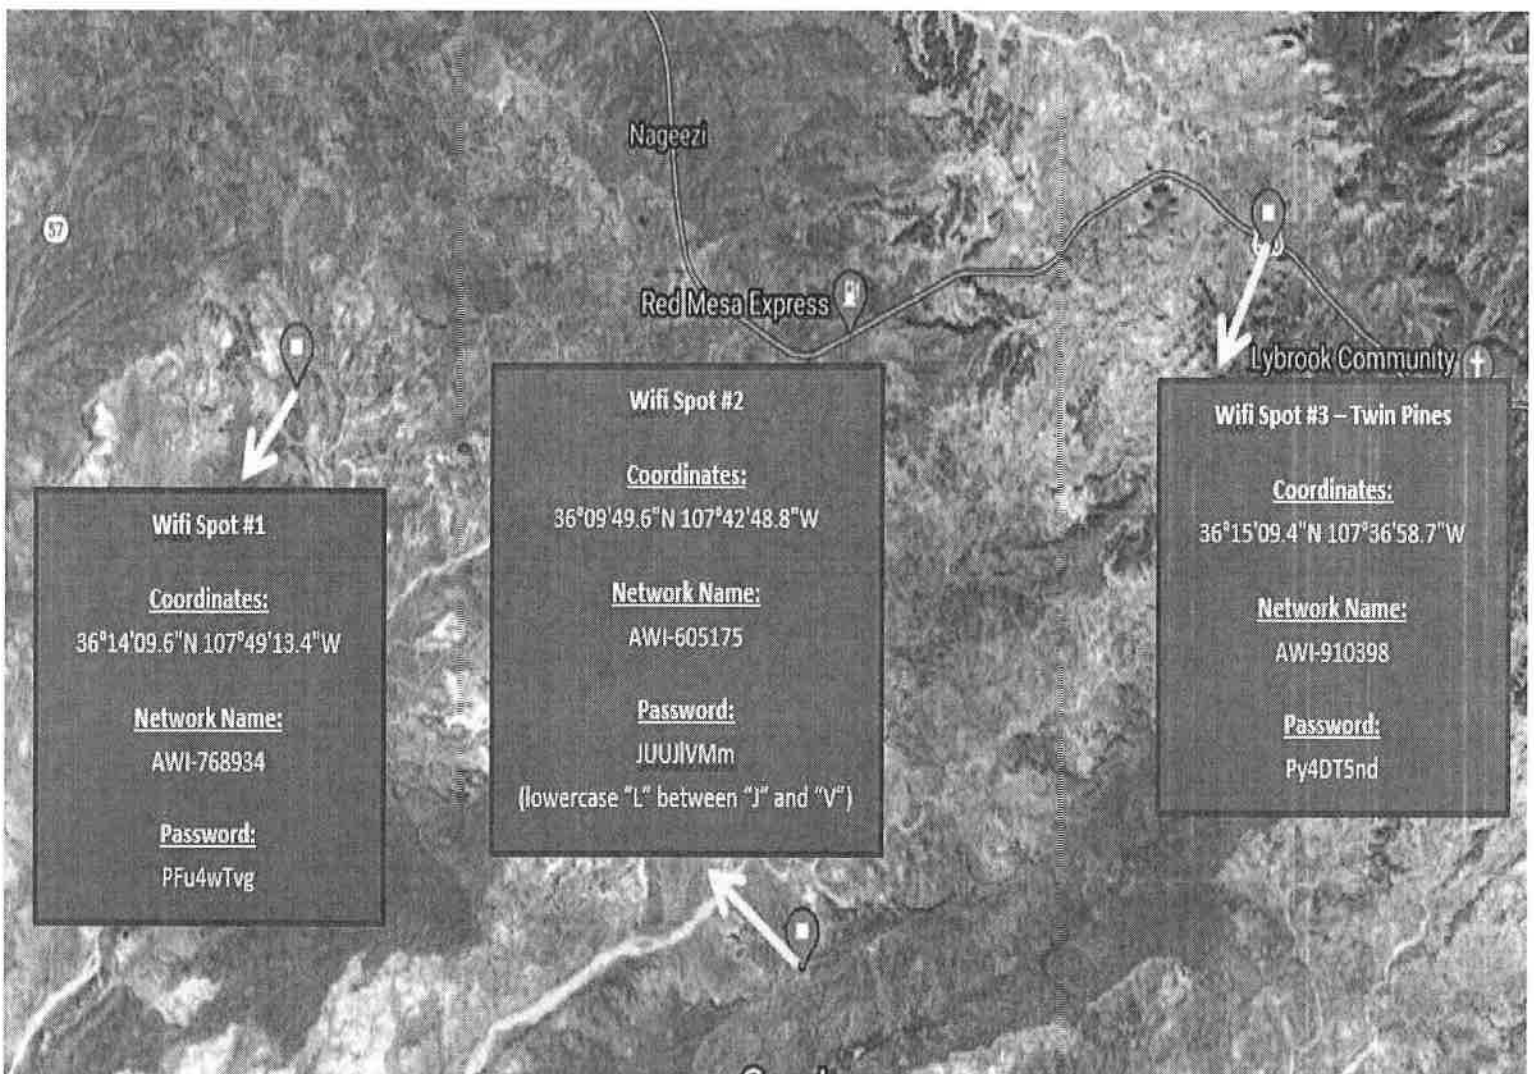 Nageezi
57
Red Mesa Express
Lybrook Community
Wifi Spot #1
Coordinates:
36°14'09.6"N 107°49'13.4"W
Network Name:
AWI-768934
Password:
PFu4wTvg
Wifi Spot #2
Coordinates:
36°09'49.6"N 107°42'48.8"W
Network Name:
AWI-605175
Password:
JUUJlVMm
(lowercase "L" between "J" and "V")
Wifi Spot #3 – Twin Pines
Coordinates:
36°15'09.4"N 107°36'58.7"W
Network Name:
AWI-910398
Password:
Py4DT5nd